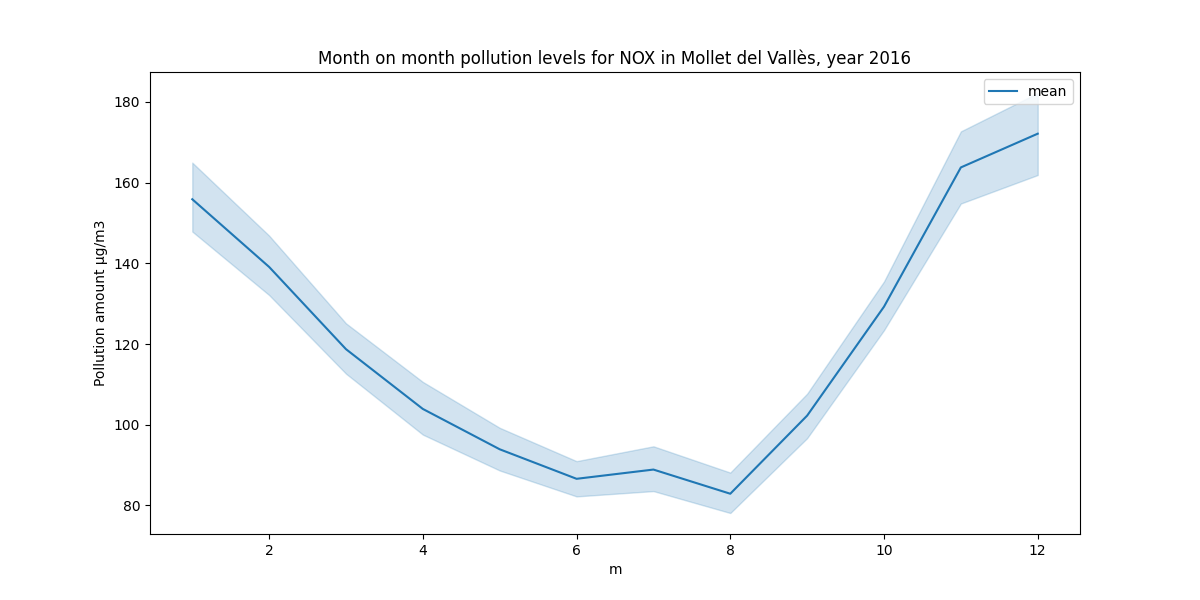 Month on month pollution levels for NOX in Mollet del Vallès, year 2016
mean
Pollution amount µg/m3
180
160
140
120
100
80
2 4 6 8 10 12
m